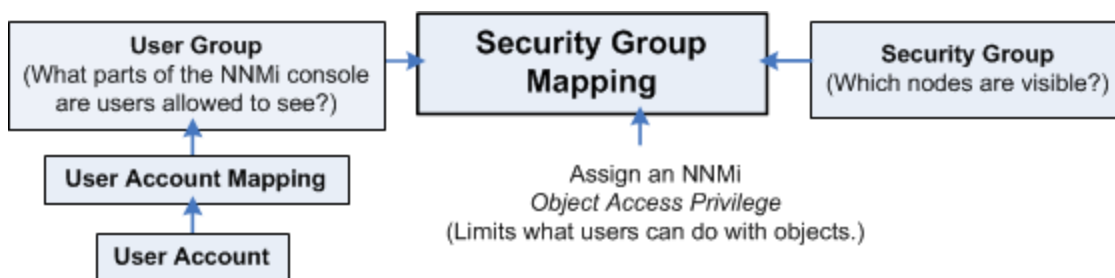 User Group
(What parts of the NNMi console
are users allowed to see?)
User Account Mapping
User Account
Security Group
Mapping
Assign an NNMi
Object Access Privilege
(Limits what users can do with objects.)
Security Group
(Which nodes are visible?)